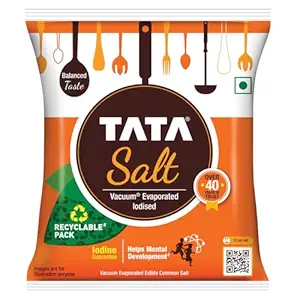 Balanced
Taste
TATA®
Salt
Vacuum® Evaporated
Iodised
OVER
40
TRUST
RECYCLABLE#
PACK
Iodine
Guarantee
Helps Mental
Development*
Images are for
illustration purpose
Vacuum Evaporated Edible Common Salt